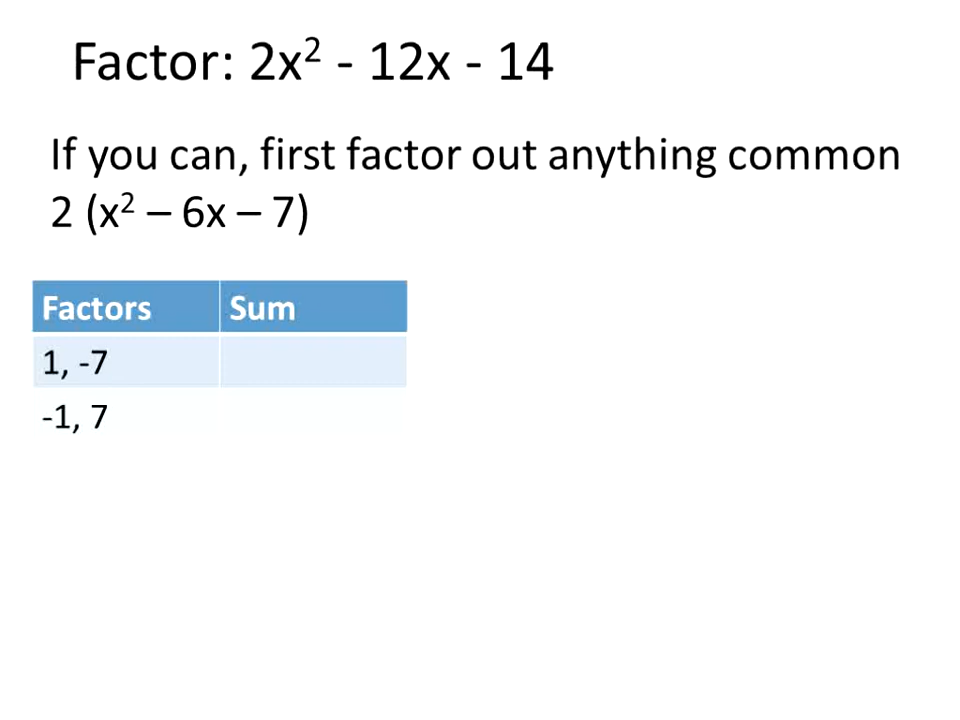 Factor: 2x² - 12x - 14
If you can, first factor out anything common
2 (x² – 6x – 7)
Factors Sum
1, -7
-1, 7